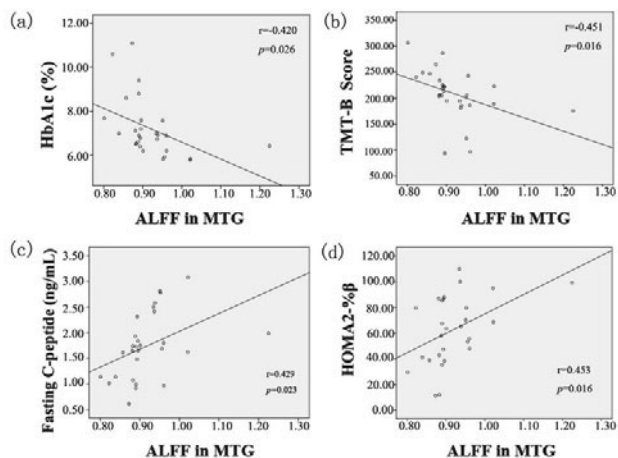 (a)
r=-0.420
p=0.026
HbA1c (%)
12.00
10.00
8.00
6.00
0.80 0.90 1.00 1.10 1.20 1.30
ALFF in MTG
(b)
r=-0.451
p=0.016
TMT-B Score
300.00
250.00
200.00
150.00
100.00
50.00
0.80 0.90 1.00 1.10 1.20 1.30
ALFF in MTG
(c)
Fasting C-peptide (ng/mL)
3.50
3.00
2.50
2.00
1.50
1.00
0.50
r=0.429
p=0.023
0.80 0.90 1.00 1.10 1.20 1.30
ALFF in MTG
(d)
HOMA2-%β
120.00
100.00
80.00
60.00
40.00
20.00
0.00
r=0.453
p=0.016
0.80 0.90 1.00 1.10 1.20 1.30
ALFF in MTG